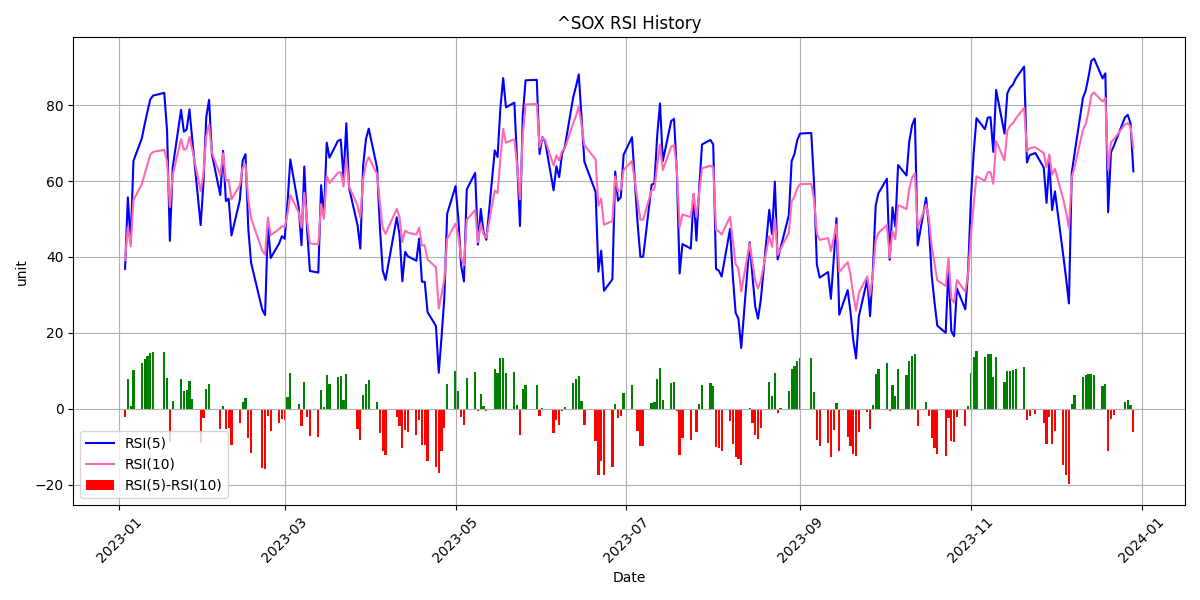 ^SOX RSI History
unit
80
60
40
20
0
−20
RSI(5)
RSI(10)
RSI(5)-RSI(10)
2023-01
2023-03
2023-05
2023-07
2023-09
2023-11
2024-01
Date